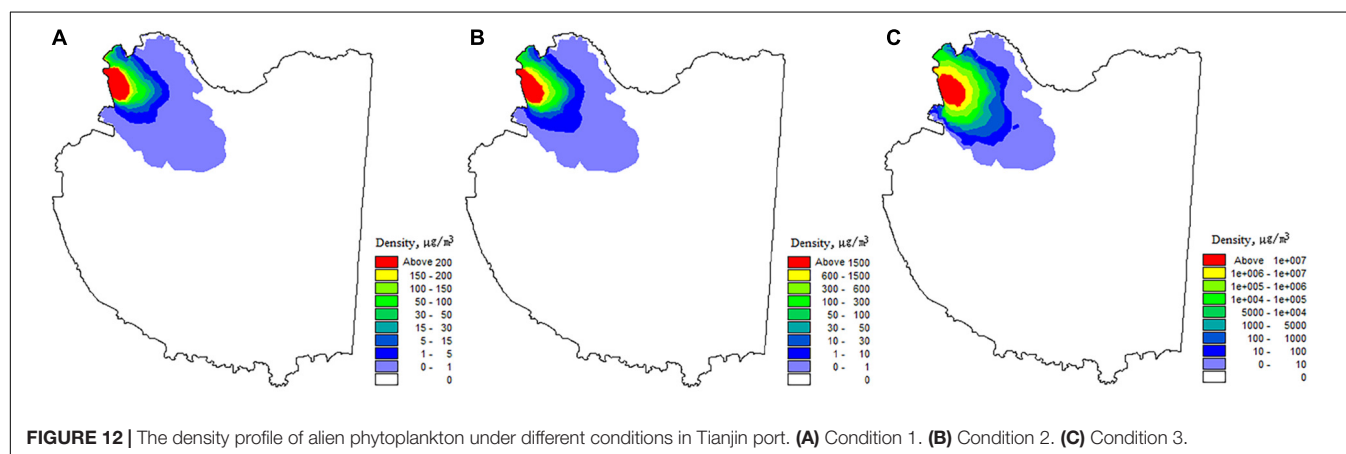 A
B
C
Density, μg/m³
Above 200
150 - 200
100 - 150
50 - 100
30 - 50
15 - 30
5 - 15
1 - 5
0 - 1
0
Density, μg/m³
Above 1500
600 - 1500
300 - 600
100 - 300
50 - 100
30 - 50
10 - 30
1 - 10
0 - 1
0
Density, μg/m³
Above 1e+007
1e+006 - 1e+007
1e+005 - 1e+006
1e+004 - 1e+005
5000 - 1e+004
1000 - 5000
100 - 1000
10 - 100
0 - 10
0
FIGURE 12 | The density profile of alien phytoplankton under different conditions in Tianjin port. (A) Condition 1. (B) Condition 2. (C) Condition 3.